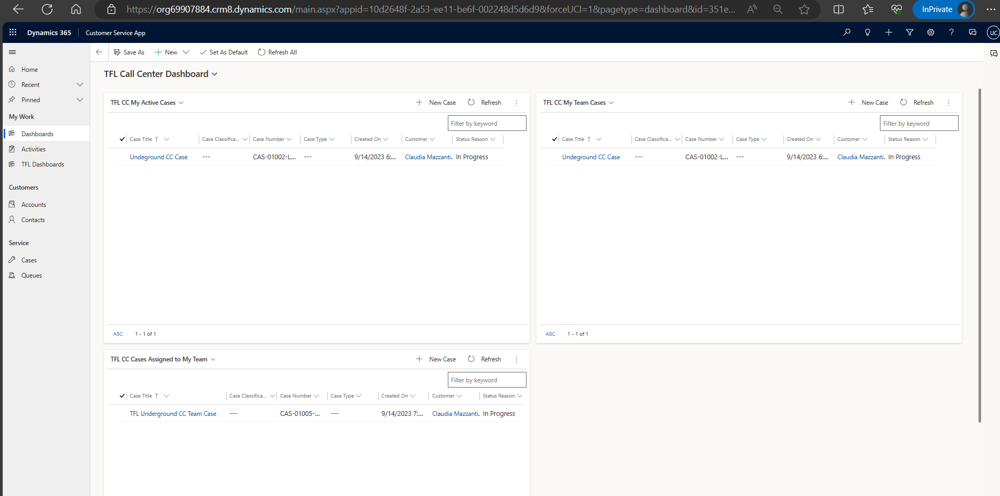 https://org69907884.crm8.dynamics.com/main.aspx?appid=10d2648f-2a53-ee11-be6f-002248d5d6d9&forceUCI=1&pagetype=dashboard&id=351e...
InPrivate
Dynamics 365
Customer Service App
UC
Save As
New
Set As Default
Refresh All
Home
Recent
Pinned
My Work
Dashboards
Activities
TFL Dashboards
Customers
Accounts
Contacts
Service
Cases
Queues
TFL Call Center Dashboard
TFL CC My Active Cases
New Case
Refresh
Filter by keyword
Case Title Case Classifica... Case Number Case Type Created On Customer Status Reason
Undeground CC Case --- CAS-01002-L... --- 9/14/2023 6:... Claudia Mazzanti. In Progress
ABC 1 - 1 of 1
TFL CC My Team Cases
New Case
Refresh
Filter by keyword
Case Title Case Classifica... Case Number Case Type Created On Customer Status Reason
Undeground CC Case --- CAS-01002-L... --- 9/14/2023 6:... Claudia Mazzanti. In Progress
ABC 1 - 1 of 1
TFL CC Cases Assigned to My Team
New Case
Refresh
Filter by keyword
Case Title Case Classifica... Case Number Case Type Created On Customer Status Reason
TFL Underground CC Team Case --- CAS-01005-... --- 9/14/2023 7:... Claudia Mazzanti. In Progress